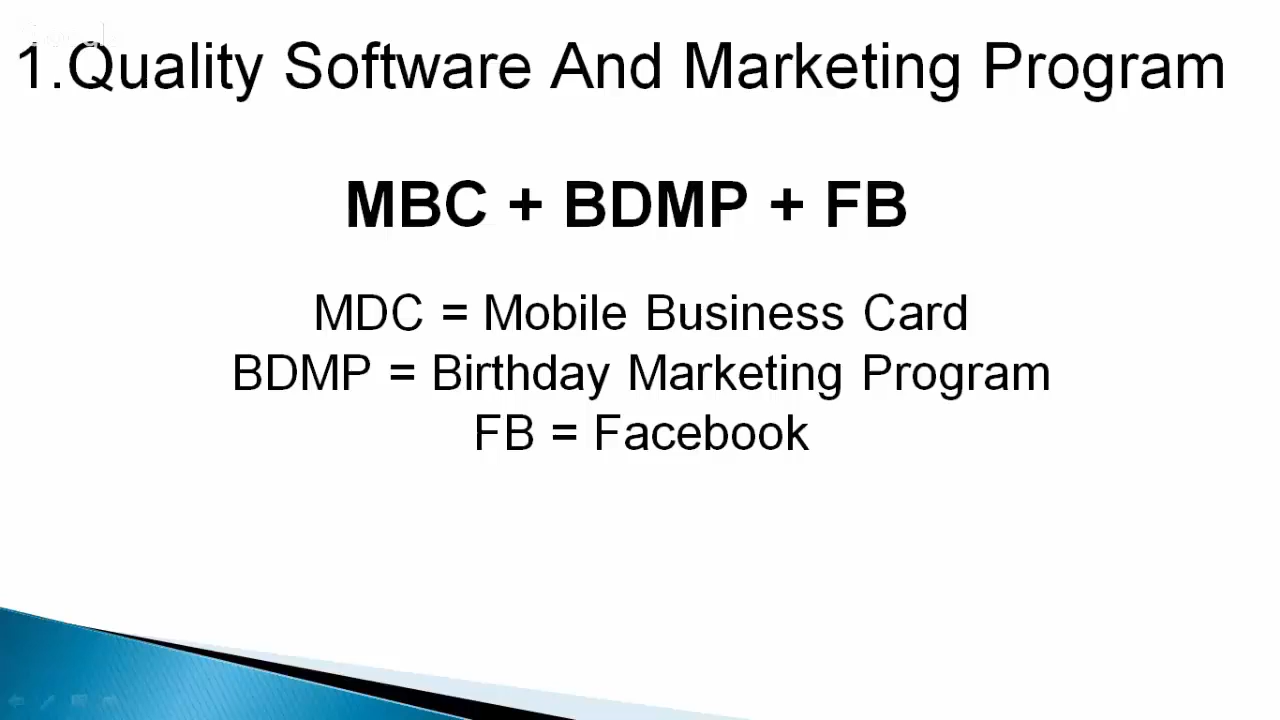 1.Quality Software And Marketing Program
MBC + BDMP + FB
MDC = Mobile Business Card
BDMP = Birthday Marketing Program
FB = Facebook